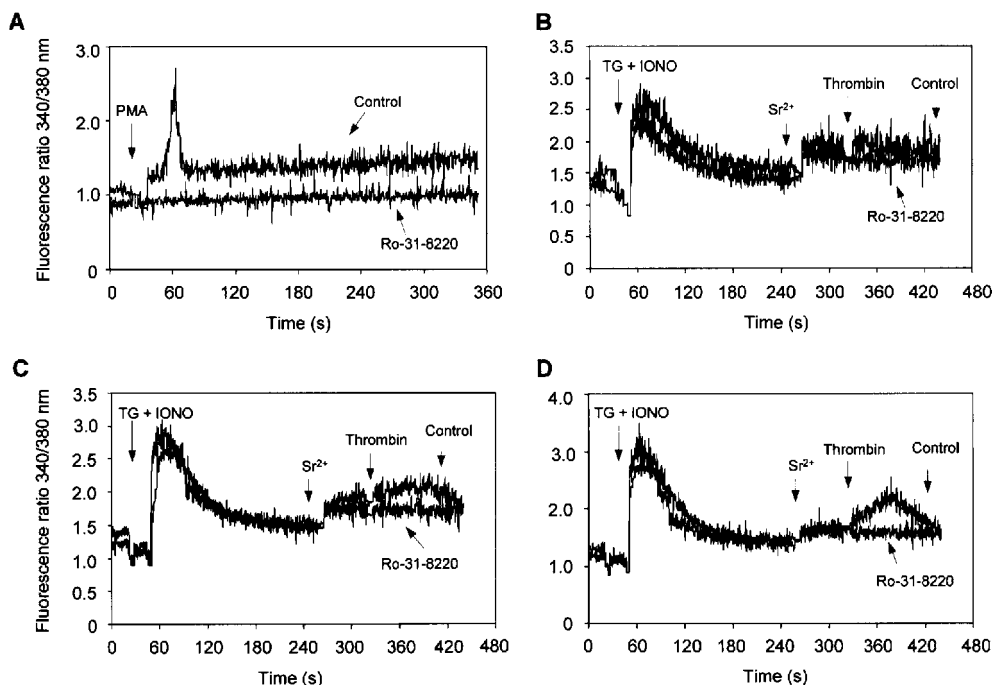 A
Fluorescence ratio 340/380 nm
3.0
2.0
1.0
0
PMA
Control
Ro-31-8220
0 60 120 180 240 300 360
Time (s)
B
3.5
3.0
2.5
2.0
1.5
1.0
0.5
0
TG + IONO
Sr2+
Thrombin
Control
Ro-31-8220
0 60 120 180 240 300 360 420 480
Time (s)
C
Fluorescence ratio 340/380 nm
3.5
3.0
2.5
2.0
1.5
1.0
0.5
0
TG + IONO
Sr2+
Thrombin
Control
Ro-31-8220
0 60 120 180 240 300 360 420 480
Time (s)
D
4.0
3.0
2.0
1.0
0
TG + IONO
Sr2+
Thrombin
Control
Ro-31-8220
0 60 120 180 240 300 360 420 480
Time (s)